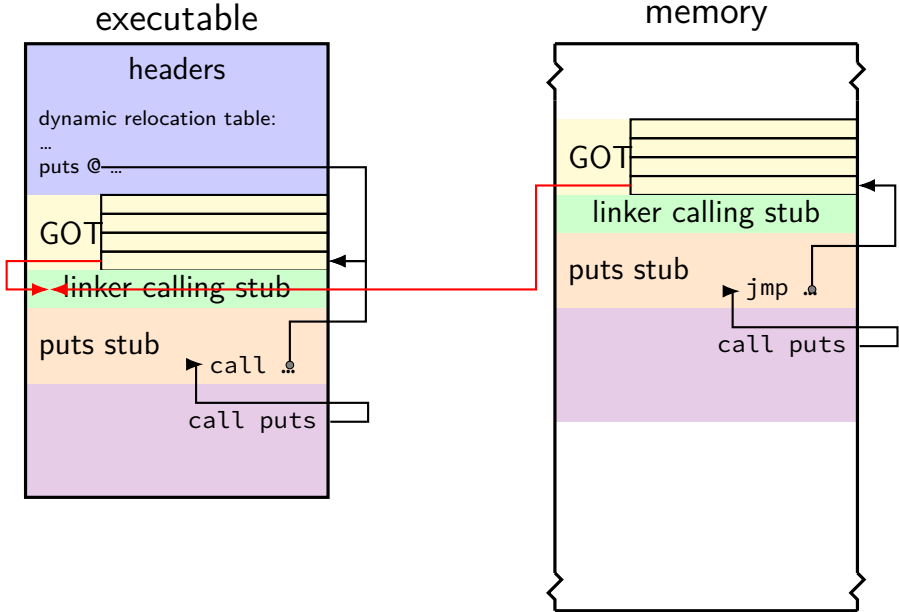 executable
headers
dynamic relocation table:
…
puts @ …
GOT
linker calling stub
puts stub
call …
call puts
memory
GOT
linker calling stub
puts stub
jmp …
call puts